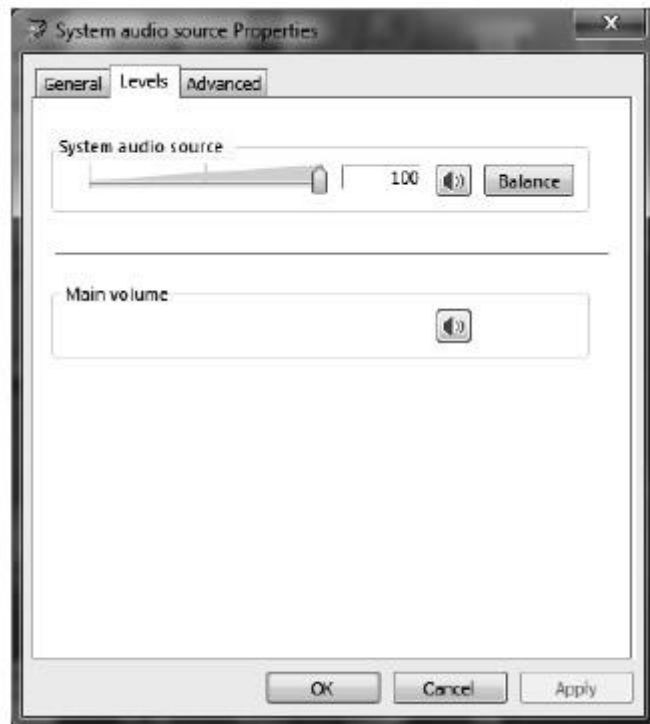 System audio source Properties
General Levels Advanced
System audio source
100 Balance
Main volume
OK Cancel Apply